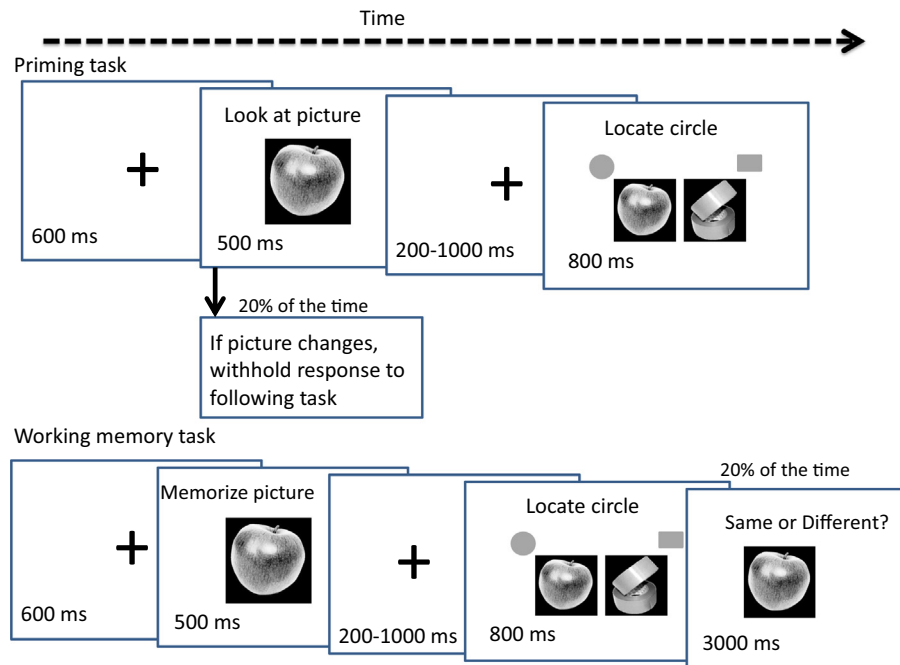 Time
Priming task
Look at picture
Locate circle
600 ms
500 ms
200-1000 ms
800 ms
20% of the time
If picture changes,
withhold response to
following task
Working memory task
20% of the time
Memorize picture
Locate circle
Same or Different?
600 ms
500 ms
200-1000 ms
800 ms
3000 ms